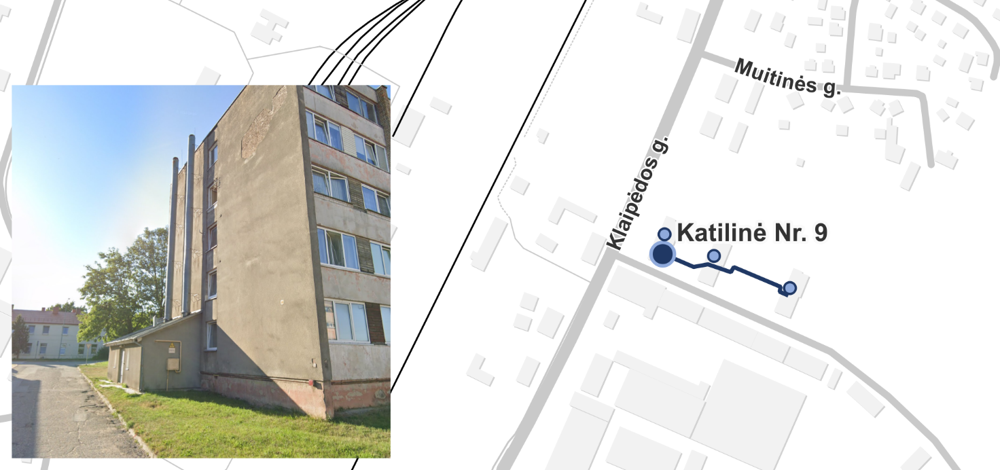 Muitinės g.
Klaipėdos g.
Katilinė Nr. 9